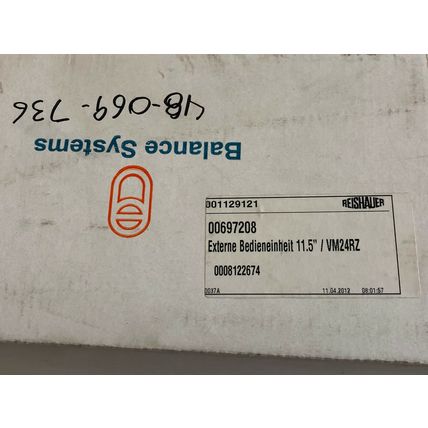 48-069-736
Balance Systems
001129121 REISHAUER
00697208
Externe Bedieneinheit 11.5" / VM24RZ
0008122674
0037A 11.04.2012 08:01:57